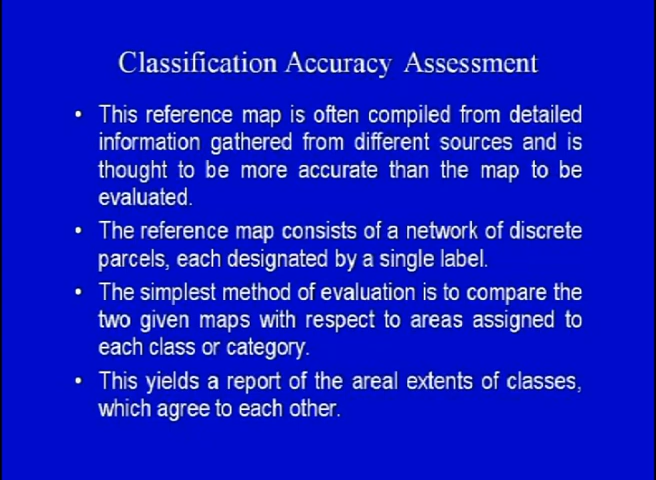 Classification Accuracy Assessment
• This reference map is often compiled from detailed
information gathered from different sources and is
thought to be more accurate than the map to be
evaluated.
• The reference map consists of a network of discrete
parcels, each designated by a single label.
• The simplest method of evaluation is to compare the
two given maps with respect to areas assigned to
each class or category.
• This yields a report of the areal extents of classes,
which agree to each other.